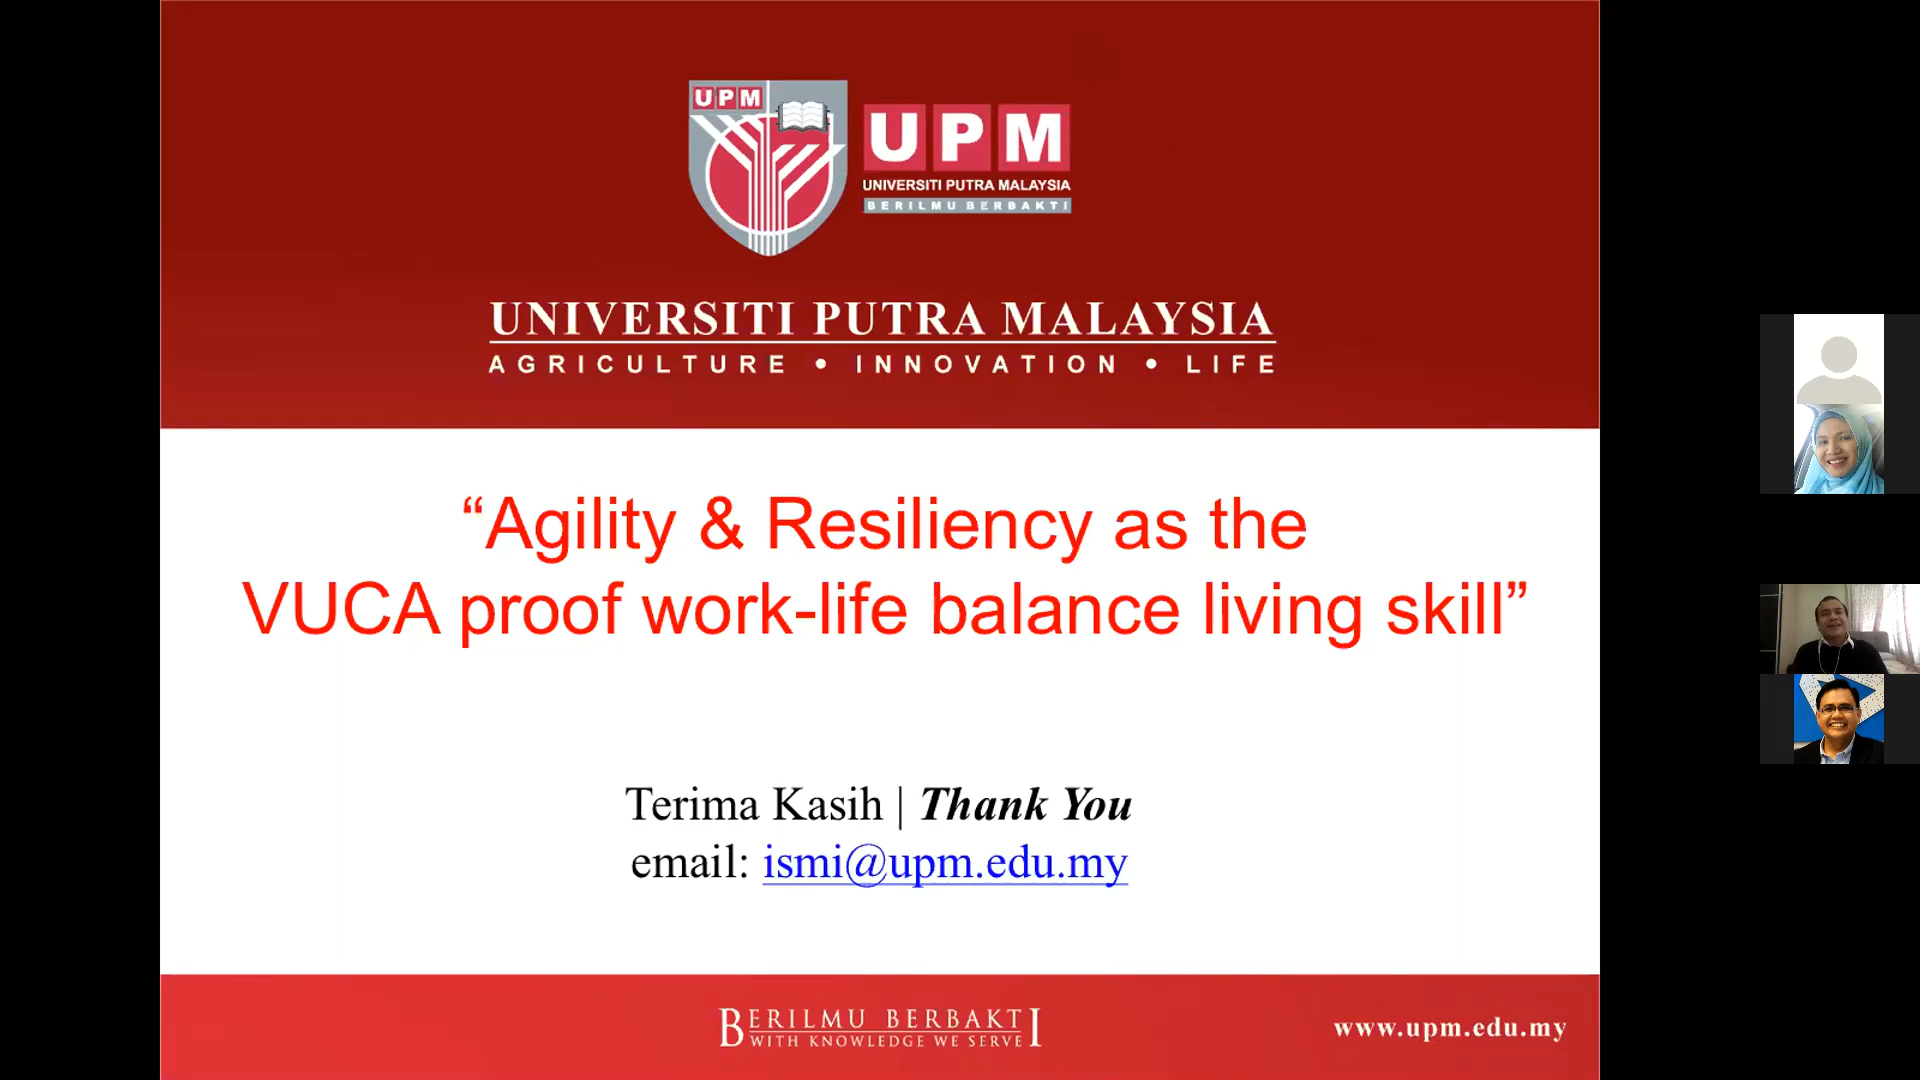 UPM
UPM
UNIVERSITI PUTRA MALAYSIA
BERILMU BERBAKTI
UNIVERSITI PUTRA MALAYSIA
AGRICULTURE • INNOVATION • LIFE
“Agility & Resiliency as the
VUCA proof work-life balance living skill”
Terima Kasih | Thank You
email: ismi@upm.edu.my
BERILMU BERBAKTI
WITH KNOWLEDGE WE SERVE
www.upm.edu.my